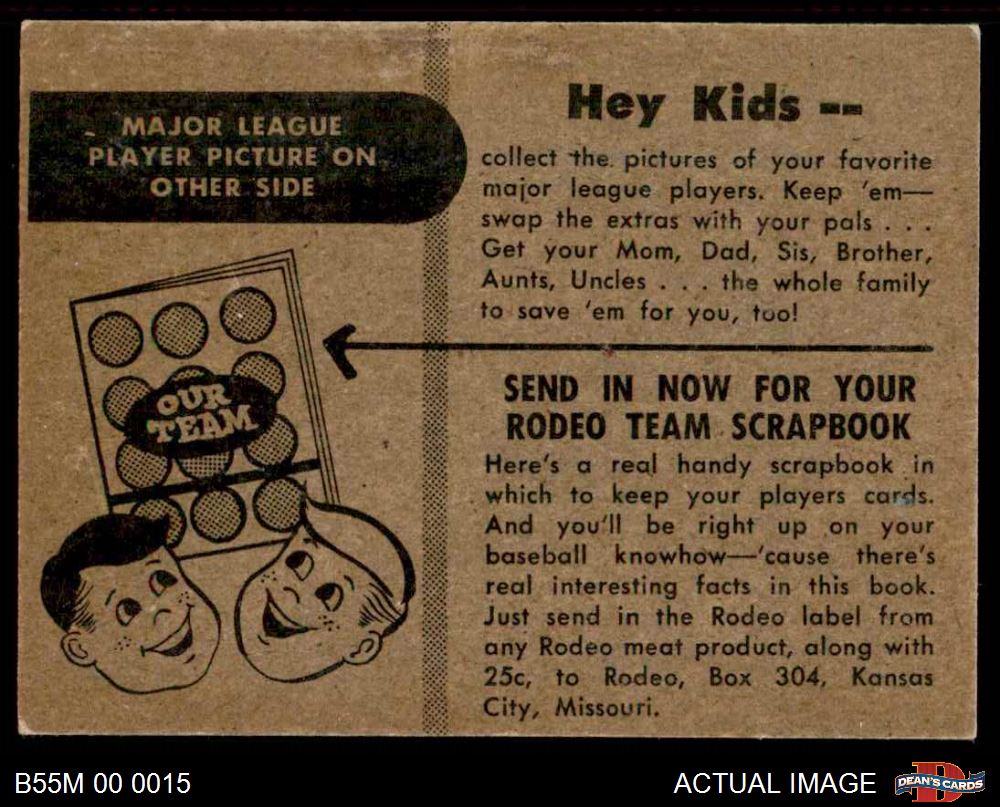 MAJOR LEAGUE
PLAYER PICTURE ON
OTHER SIDE
OUR
TEAM
Hey Kids --
collect the pictures of your favorite
major league players. Keep 'em—
swap the extras with your pals . . .
Get your Mom, Dad, Sis, Brother,
Aunts, Uncles . . . the whole family
to save 'em for you, too!
SEND IN NOW FOR YOUR
RODEO TEAM SCRAPBOOK
Here's a real handy scrapbook in
which to keep your players cards.
And you'll be right up on your
baseball knowhow—'cause there's
real interesting facts in this book.
Just send in the Rodeo label from
any Rodeo meat product, along with
25c, to Rodeo, Box 304, Kansas
City, Missouri.
B55M 00 0015
ACTUAL IMAGE
D
DEAN'S CARDS